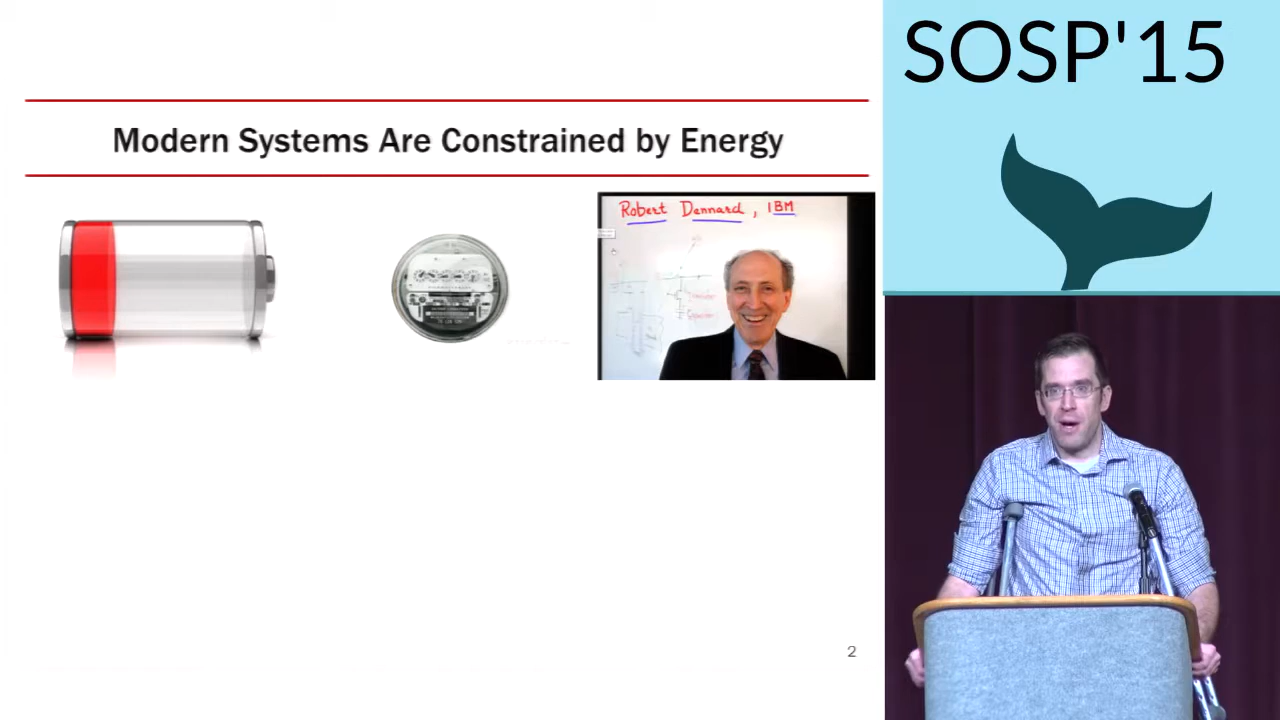 SOSP'15
Modern Systems Are Constrained by Energy
Robert Dennard, IBM
2